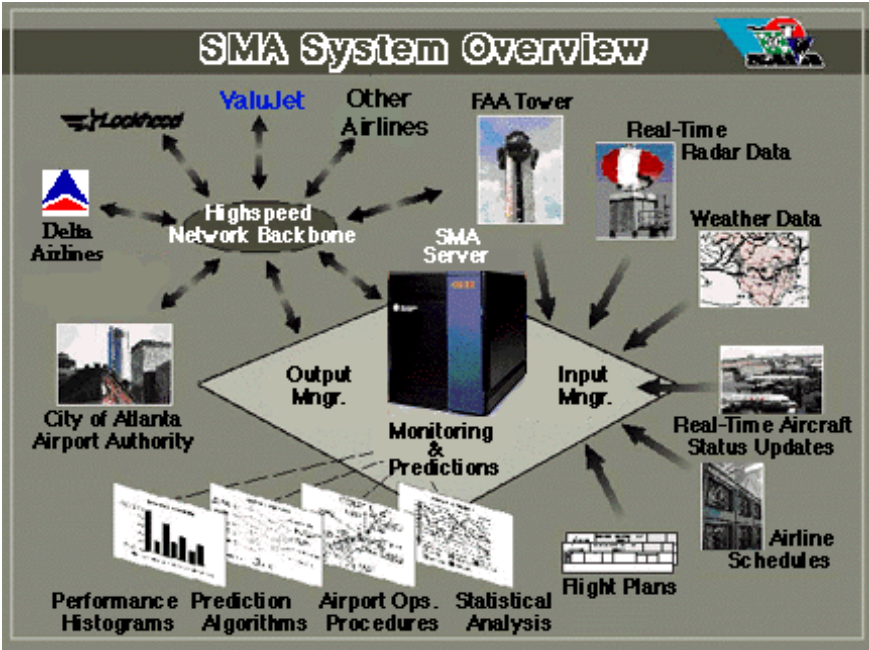 SMA System Overview
Lockheed
ValuJet
Other
Airlines
FAA Tower
Real-Time
Radar Data
Delta
Airlines
Highspeed
Network Backbone
SMA
Server
Weather Data
Output
Mngr.
Input
Mngr.
City of Atlanta
Airport Authority
Monitoring
&
Predictions
Real-Time Aircraft
Status Updates
Airline
Schedules
Flight Plans
Performance
Histograms
Prediction
Algorithms
Airport Ops.
Procedures
Statistical
Analysis